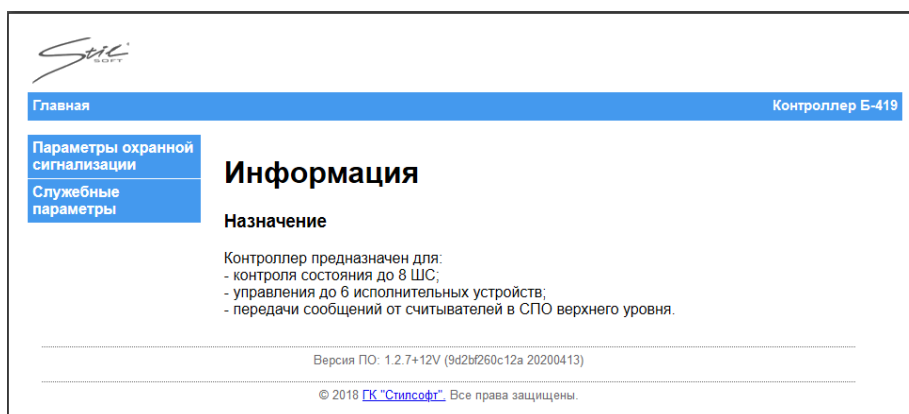 Stil
SOFT
Главная
Контроллер Б-419
Параметры охранной
сигнализации
Служебные
параметры
Информация
Назначение
Контроллер предназначен для:
- контроля состояния до 8 ШС;
- управления до 6 исполнительных устройств;
- передачи сообщений от считывателей в СПО верхнего уровня.
Версия ПО: 1.2.7+12V (9d2bf260c12a 20200413)
© 2018 ГК "Стилсофт". Все права защищены.